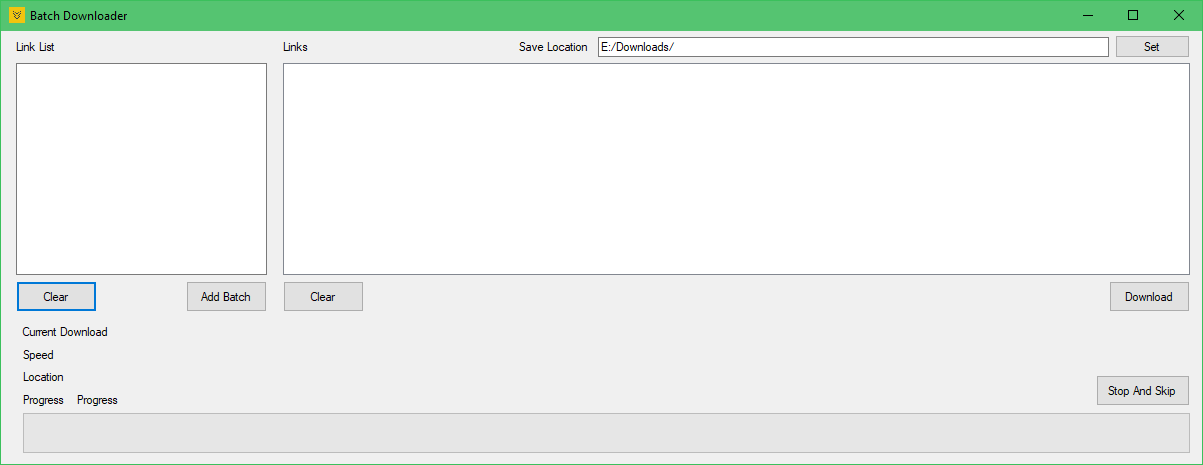 Batch Downloader
Link List Links Save Location E:/Downloads/ Set
Clear Add Batch Clear Download
Current Download
Speed
Location
Stop And Skip
Progress Progress